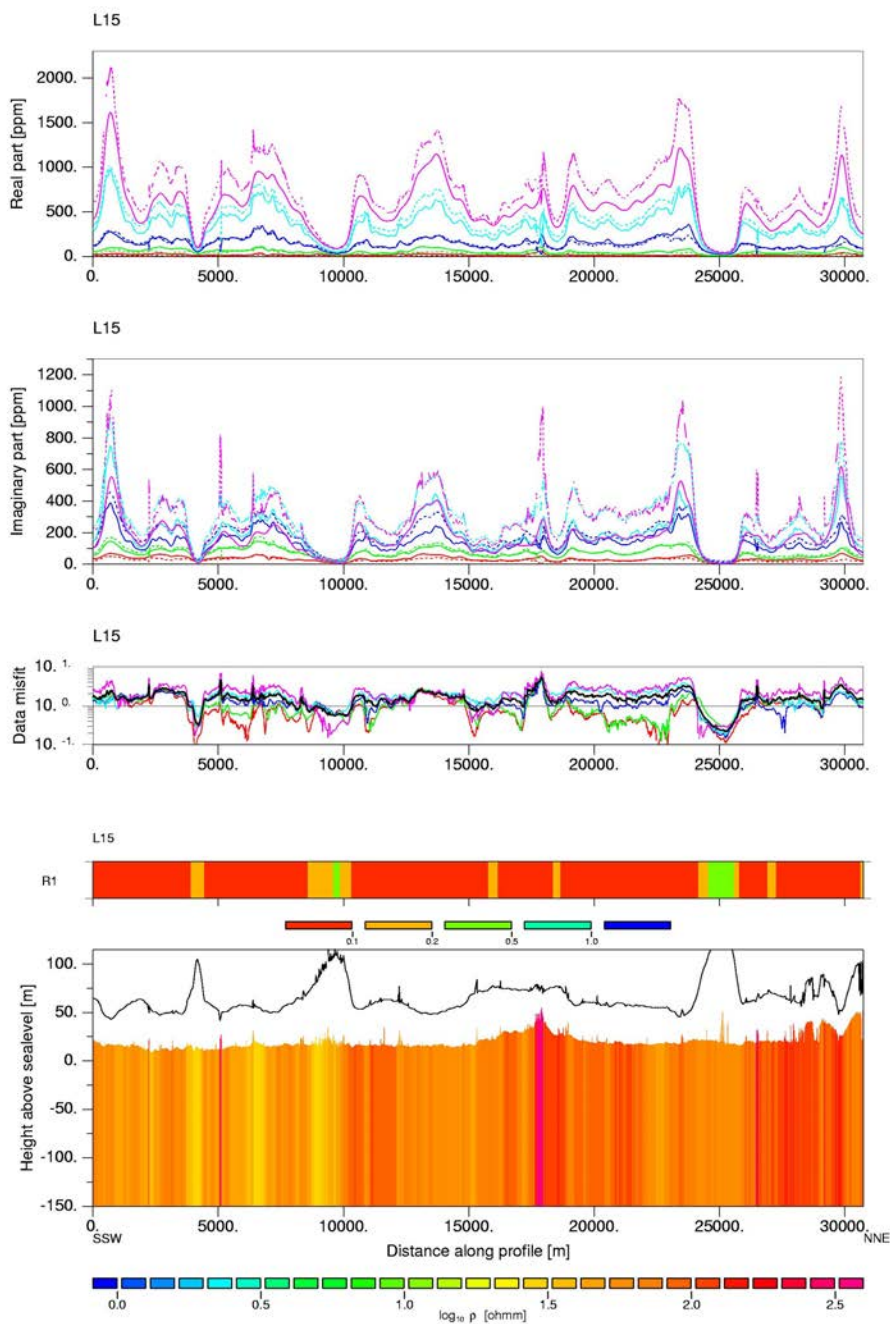 L15
2000.
1500.
1000.
500.
0.
Real part [ppm]
0. 5000. 10000. 15000. 20000. 25000. 30000.
L15
1200.
1000.
800.
600.
400.
200.
0.
Imaginary part [ppm]
0. 5000. 10000. 15000. 20000. 25000. 30000.
L15
10. 1.
10. 0.
10. -1.
Data misfit
0. 5000. 10000. 15000. 20000. 25000. 30000.
L15
R1
0.1 0.2 0.5 1.0
100.
50.
0.
-50.
-100.
-150.
Height above sealevel [m]
0. 5000. 10000. 15000. 20000. 25000. 30000.
SSW NNE
Distance along profile [m]
0.0 0.5 1.0 1.5 2.0 2.5
log10 ρ [ohmm]